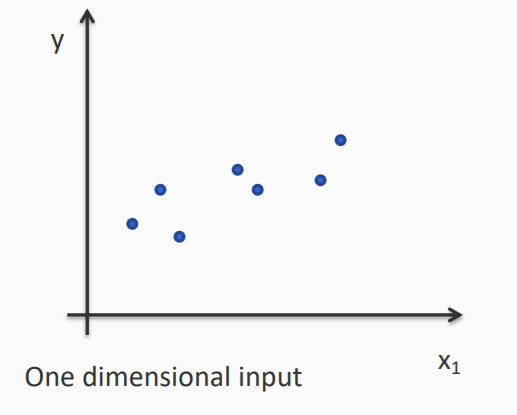 y
x₁
One dimensional input